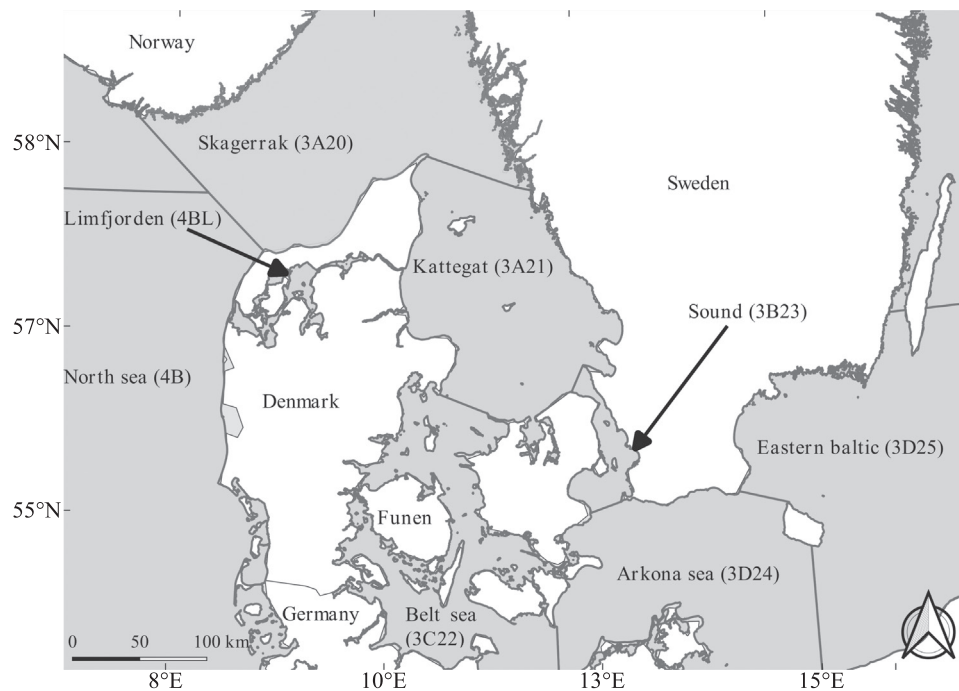 Norway
58°N
Skagerrak (3A20)
Sweden
Limfjorden (4BL)
Kattegat (3A21)
Sound (3B23)
57°N
North sea (4B)
Denmark
Eastern baltic (3D25)
55°N
Funen
Arkona sea (3D24)
Germany
Belt sea
(3C22)
0 50 100 km
8°E 10°E 13°E 15°E